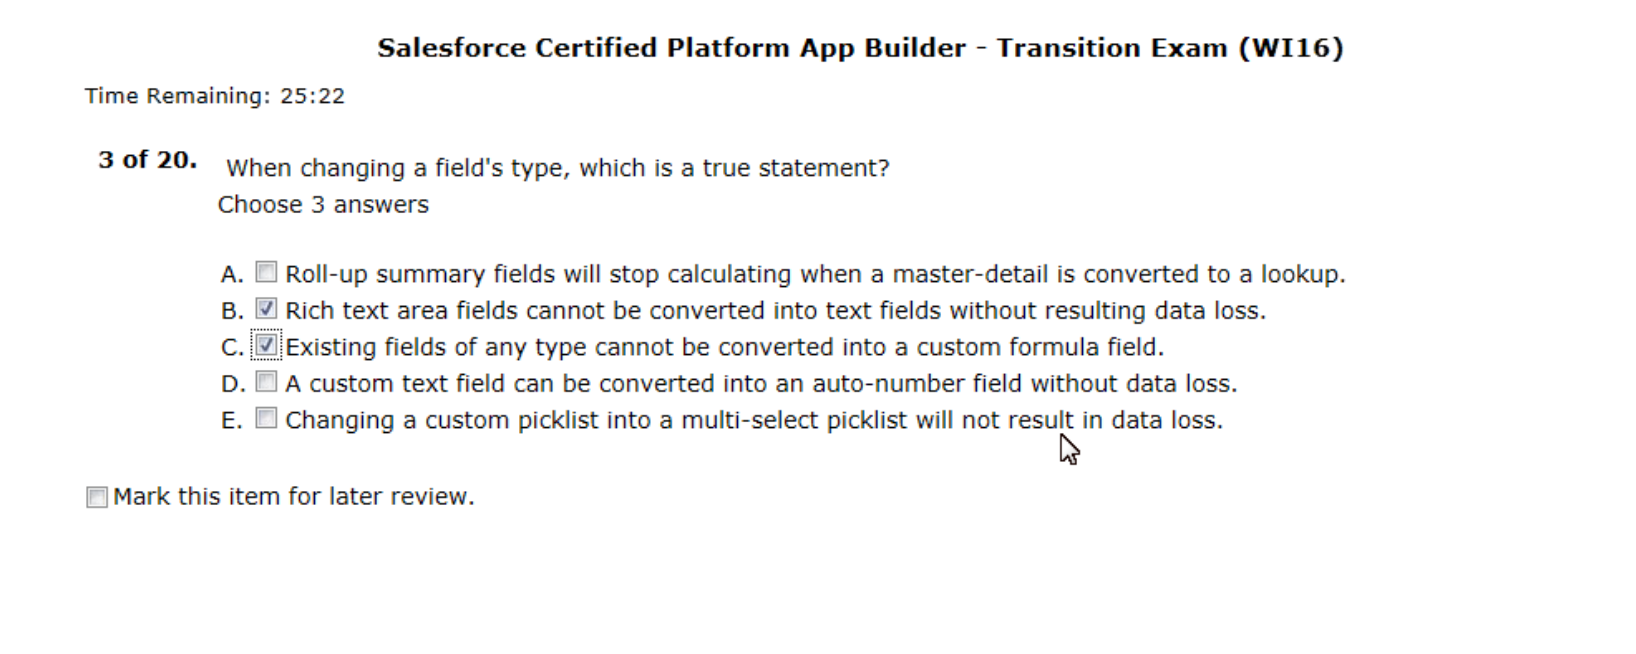 Salesforce Certified Platform App Builder - Transition Exam (WI16)
Time Remaining: 25:22
3 of 20. When changing a field's type, which is a true statement?
Choose 3 answers
A. Roll-up summary fields will stop calculating when a master-detail is converted to a lookup.
B. Rich text area fields cannot be converted into text fields without resulting data loss.
C. Existing fields of any type cannot be converted into a custom formula field.
D. A custom text field can be converted into an auto-number field without data loss.
E. Changing a custom picklist into a multi-select picklist will not result in data loss.
Mark this item for later review.